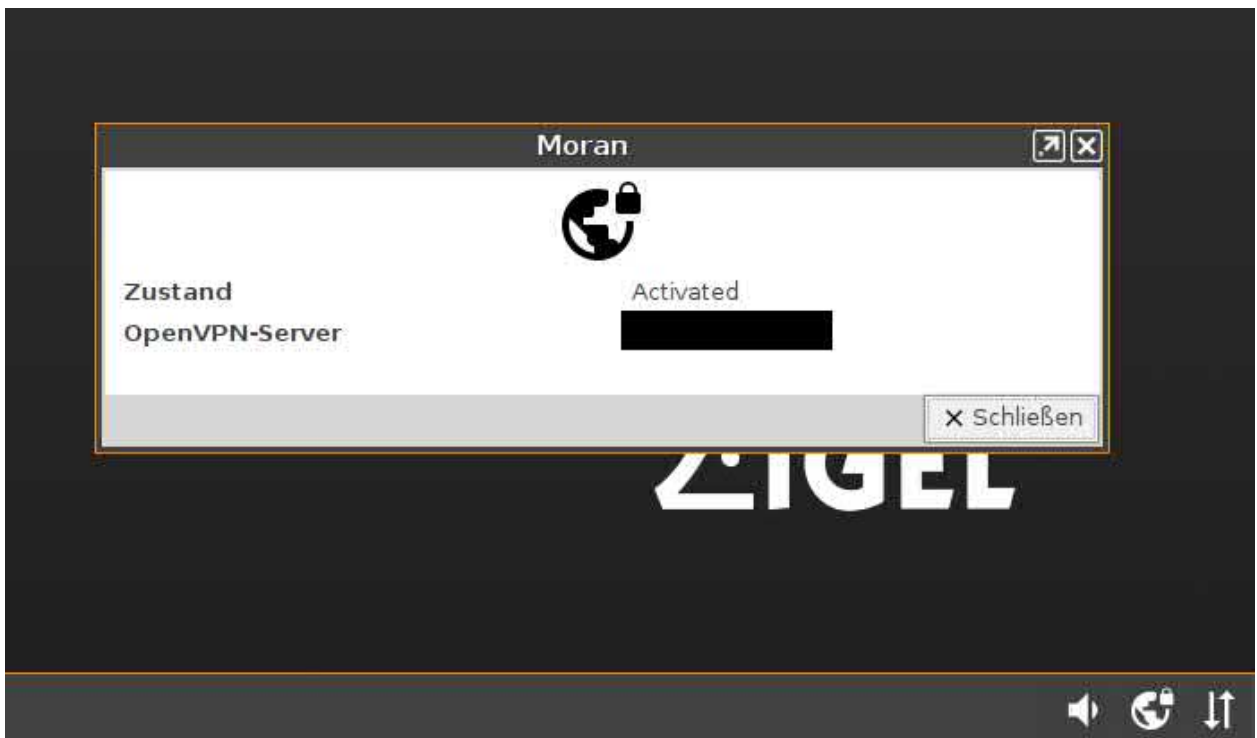 Moran
Zustand Activated
OpenVPN-Server
Schließen
IGEL